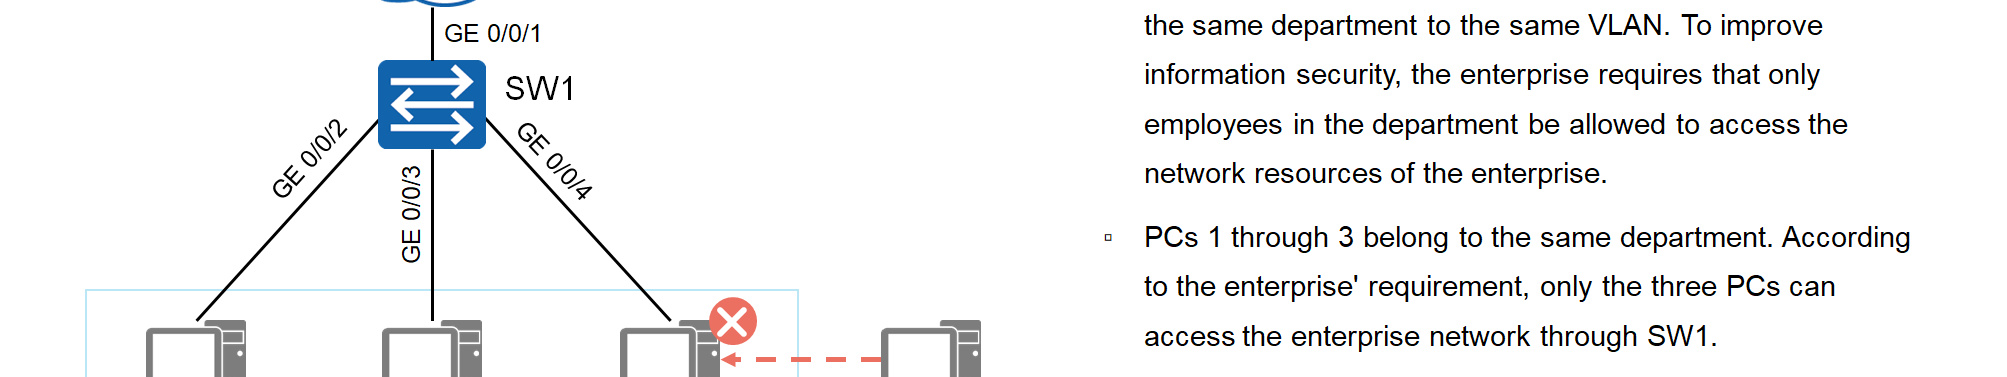 GE 0/0/1
SW1
GE 0/0/2
GE 0/0/3
GE 0/0/4
the same department to the same VLAN. To improve
information security, the enterprise requires that only
employees in the department be allowed to access the
network resources of the enterprise.
PCs 1 through 3 belong to the same department. According
to the enterprise' requirement, only the three PCs can
access the enterprise network through SW1.